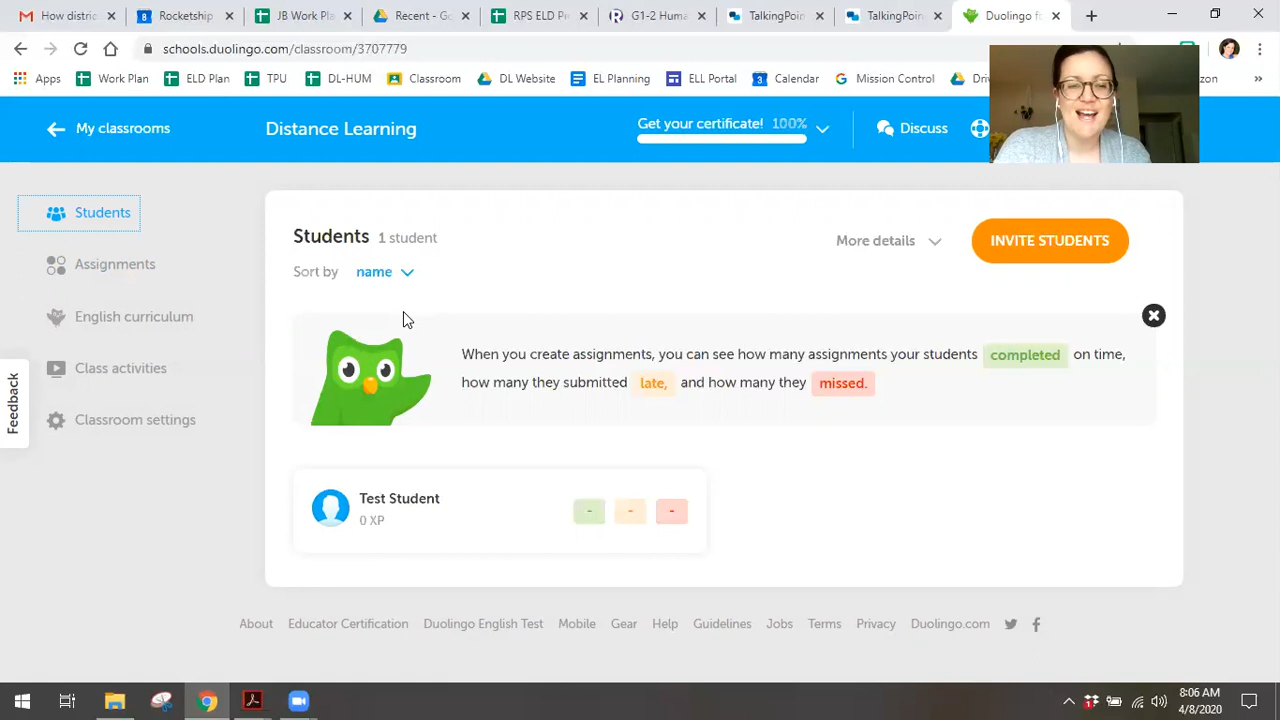 How distric
Rocketship
JB Work Pl
Recent - Go
RPS ELD Pr
G1-2 Huma
TalkingPoin
TalkingPoin
Duolingo fo
schools.duolingo.com/classroom/3707779
Apps Work Plan ELD Plan TPU DL-HUM Classroom DL Website EL Planning ELL Portal Calendar Mission Control »
My classrooms
Distance Learning
Get your certificate! 100%
Discuss
Students
Assignments
English curriculum
Class activities
Classroom settings
Feedback
Students 1 student
More details
INVITE STUDENTS
Sort by name
When you create assignments, you can see how many assignments your students completed on time,
how many they submitted late, and how many they missed.
Test Student
0 XP
- - -
About Educator Certification Duolingo English Test Mobile Gear Help Guidelines Jobs Terms Privacy Duolingo.com
8:06 AM
4/8/2020